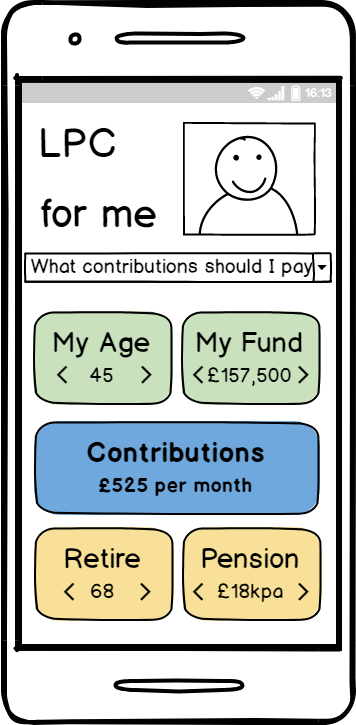 16:13
LPC
for me
What contributions should I pay
My Age
< 45 >
My Fund
<£157,500 >
Contributions
£525 per month
Retire
< 68 >
Pension
< £18kpa >